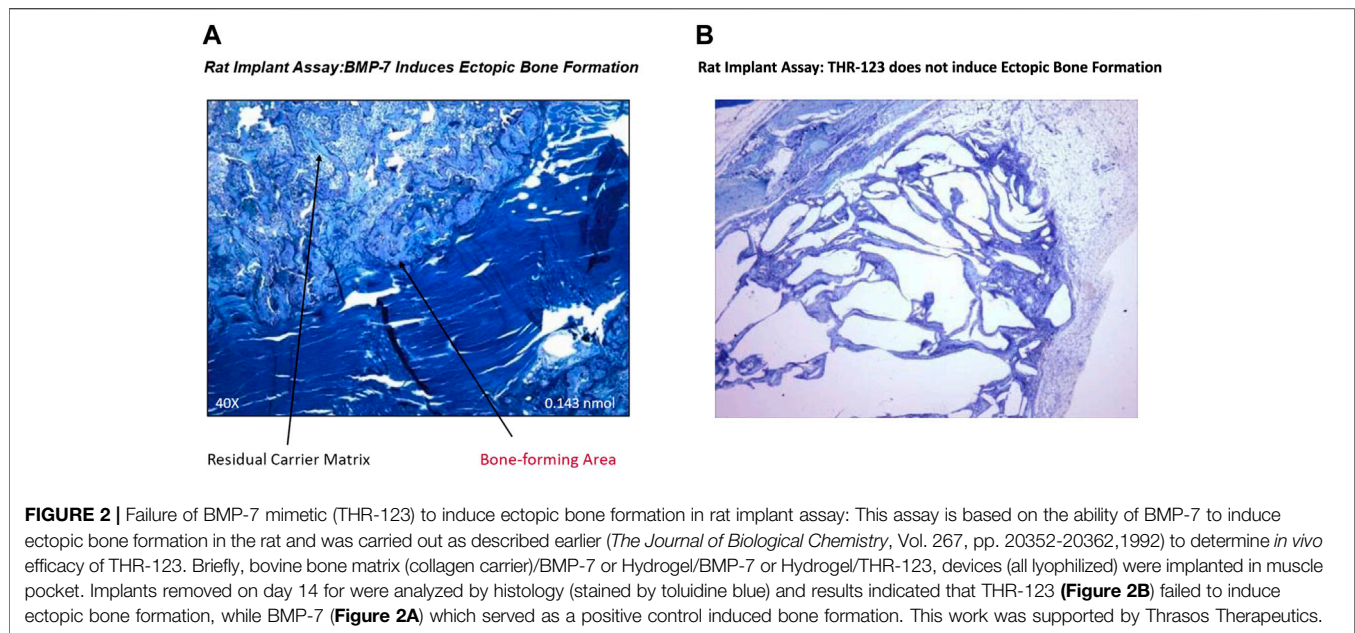 A
B
Rat Implant Assay:BMP-7 Induces Ectopic Bone Formation
Rat Implant Assay: THR-123 does not induce Ectopic Bone Formation
40X
0.143 nmol
Residual Carrier Matrix
Bone-forming Area
FIGURE 2 | Failure of BMP-7 mimetic (THR-123) to induce ectopic bone formation in rat implant assay: This assay is based on the ability of BMP-7 to induce
ectopic bone formation in the rat and was carried out as described earlier (The Journal of Biological Chemistry, Vol. 267, pp. 20352-20362,1992) to determine in vivo
efficacy of THR-123. Briefly, bovine bone matrix (collagen carrier)/BMP-7 or Hydrogel/BMP-7 or Hydrogel/THR-123, devices (all lyophilized) were implanted in muscle
pocket. Implants removed on day 14 for were analyzed by histology (stained by toluidine blue) and results indicated that THR-123 (Figure 2B) failed to induce
ectopic bone formation, while BMP-7 (Figure 2A) which served as a positive control induced bone formation. This work was supported by Thrasos Therapeutics.